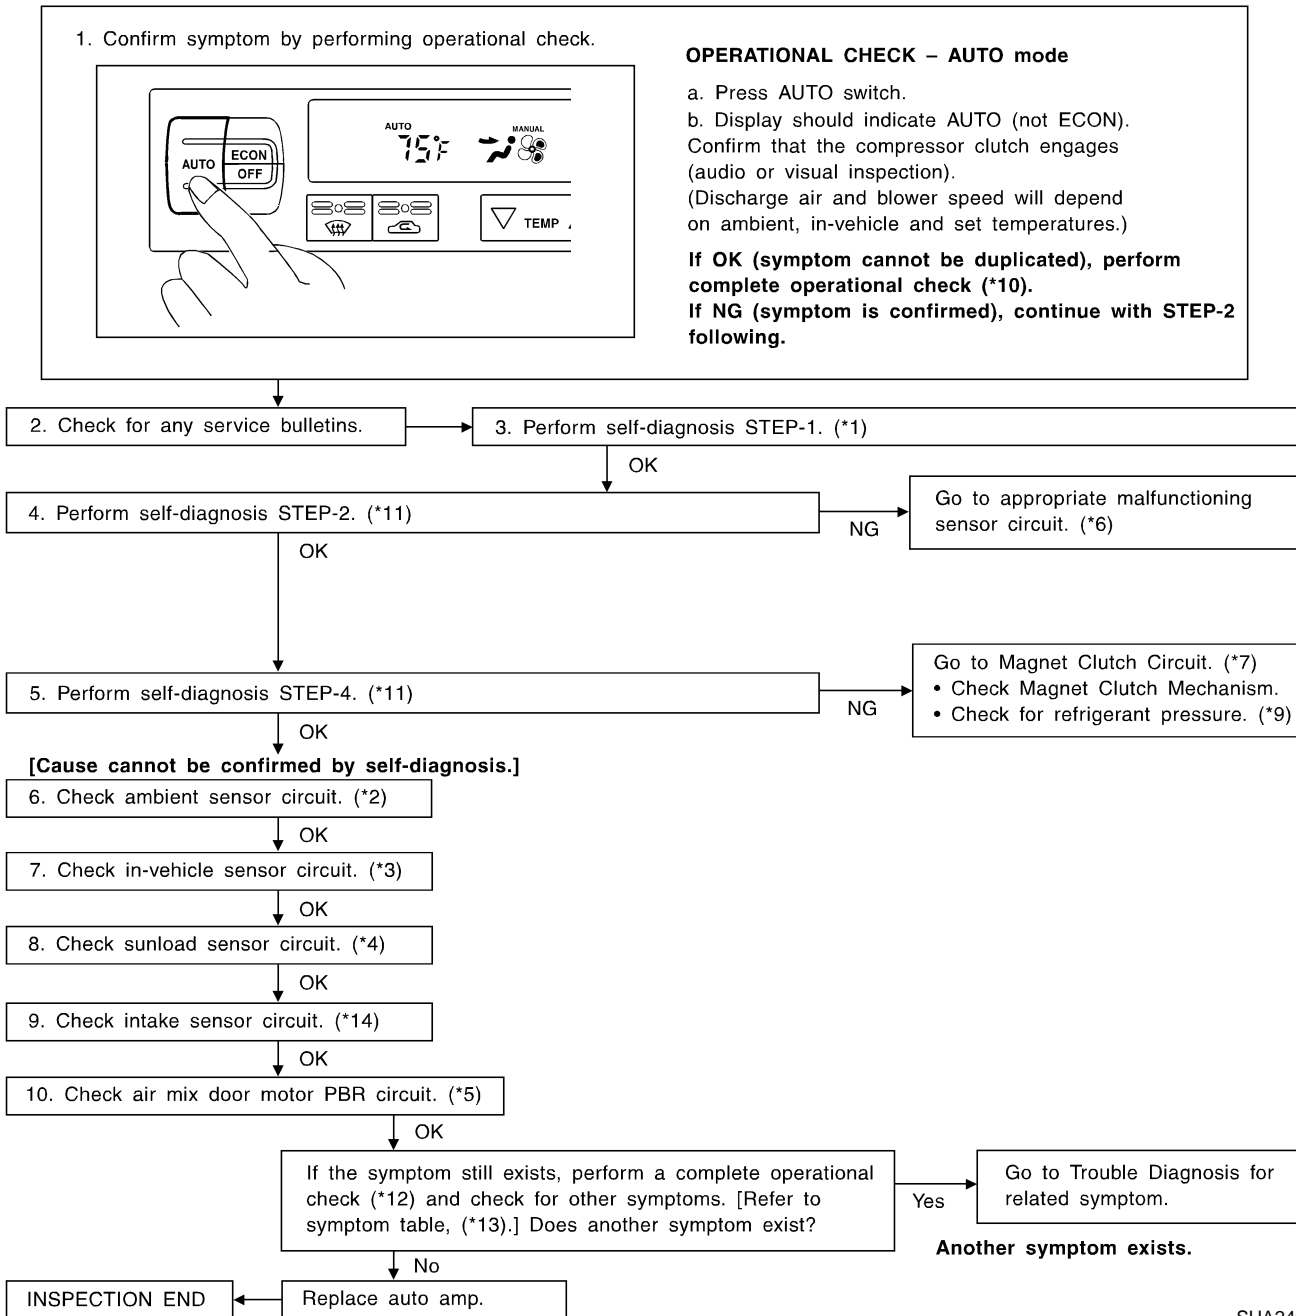 1. Confirm symptom by performing operational check.
AUTO
ECON
OFF
AUTO
75°F
MANUAL
TEMP
OPERATIONAL CHECK – AUTO mode
a. Press AUTO switch.
b. Display should indicate AUTO (not ECON).
Confirm that the compressor clutch engages
(audio or visual inspection).
(Discharge air and blower speed will depend
on ambient, in-vehicle and set temperatures.)
If OK (symptom cannot be duplicated), perform
complete operational check (*10).
If NG (symptom is confirmed), continue with STEP-2
following.
2. Check for any service bulletins.
3. Perform self-diagnosis STEP-1. (*1)
OK
4. Perform self-diagnosis STEP-2. (*11)
NG
Go to appropriate malfunctioning
sensor circuit. (*6)
OK
5. Perform self-diagnosis STEP-4. (*11)
NG
Go to Magnet Clutch Circuit. (*7)
• Check Magnet Clutch Mechanism.
• Check for refrigerant pressure. (*9)
OK
[Cause cannot be confirmed by self-diagnosis.]
6. Check ambient sensor circuit. (*2)
OK
7. Check in-vehicle sensor circuit. (*3)
OK
8. Check sunload sensor circuit. (*4)
OK
9. Check intake sensor circuit. (*14)
OK
10. Check air mix door motor PBR circuit. (*5)
OK
If the symptom still exists, perform a complete operational
check (*12) and check for other symptoms. [Refer to
symptom table, (*13).] Does another symptom exist?
Yes
Go to Trouble Diagnosis for
related symptom.
Another symptom exists.
No
Replace auto amp.
INSPECTION END